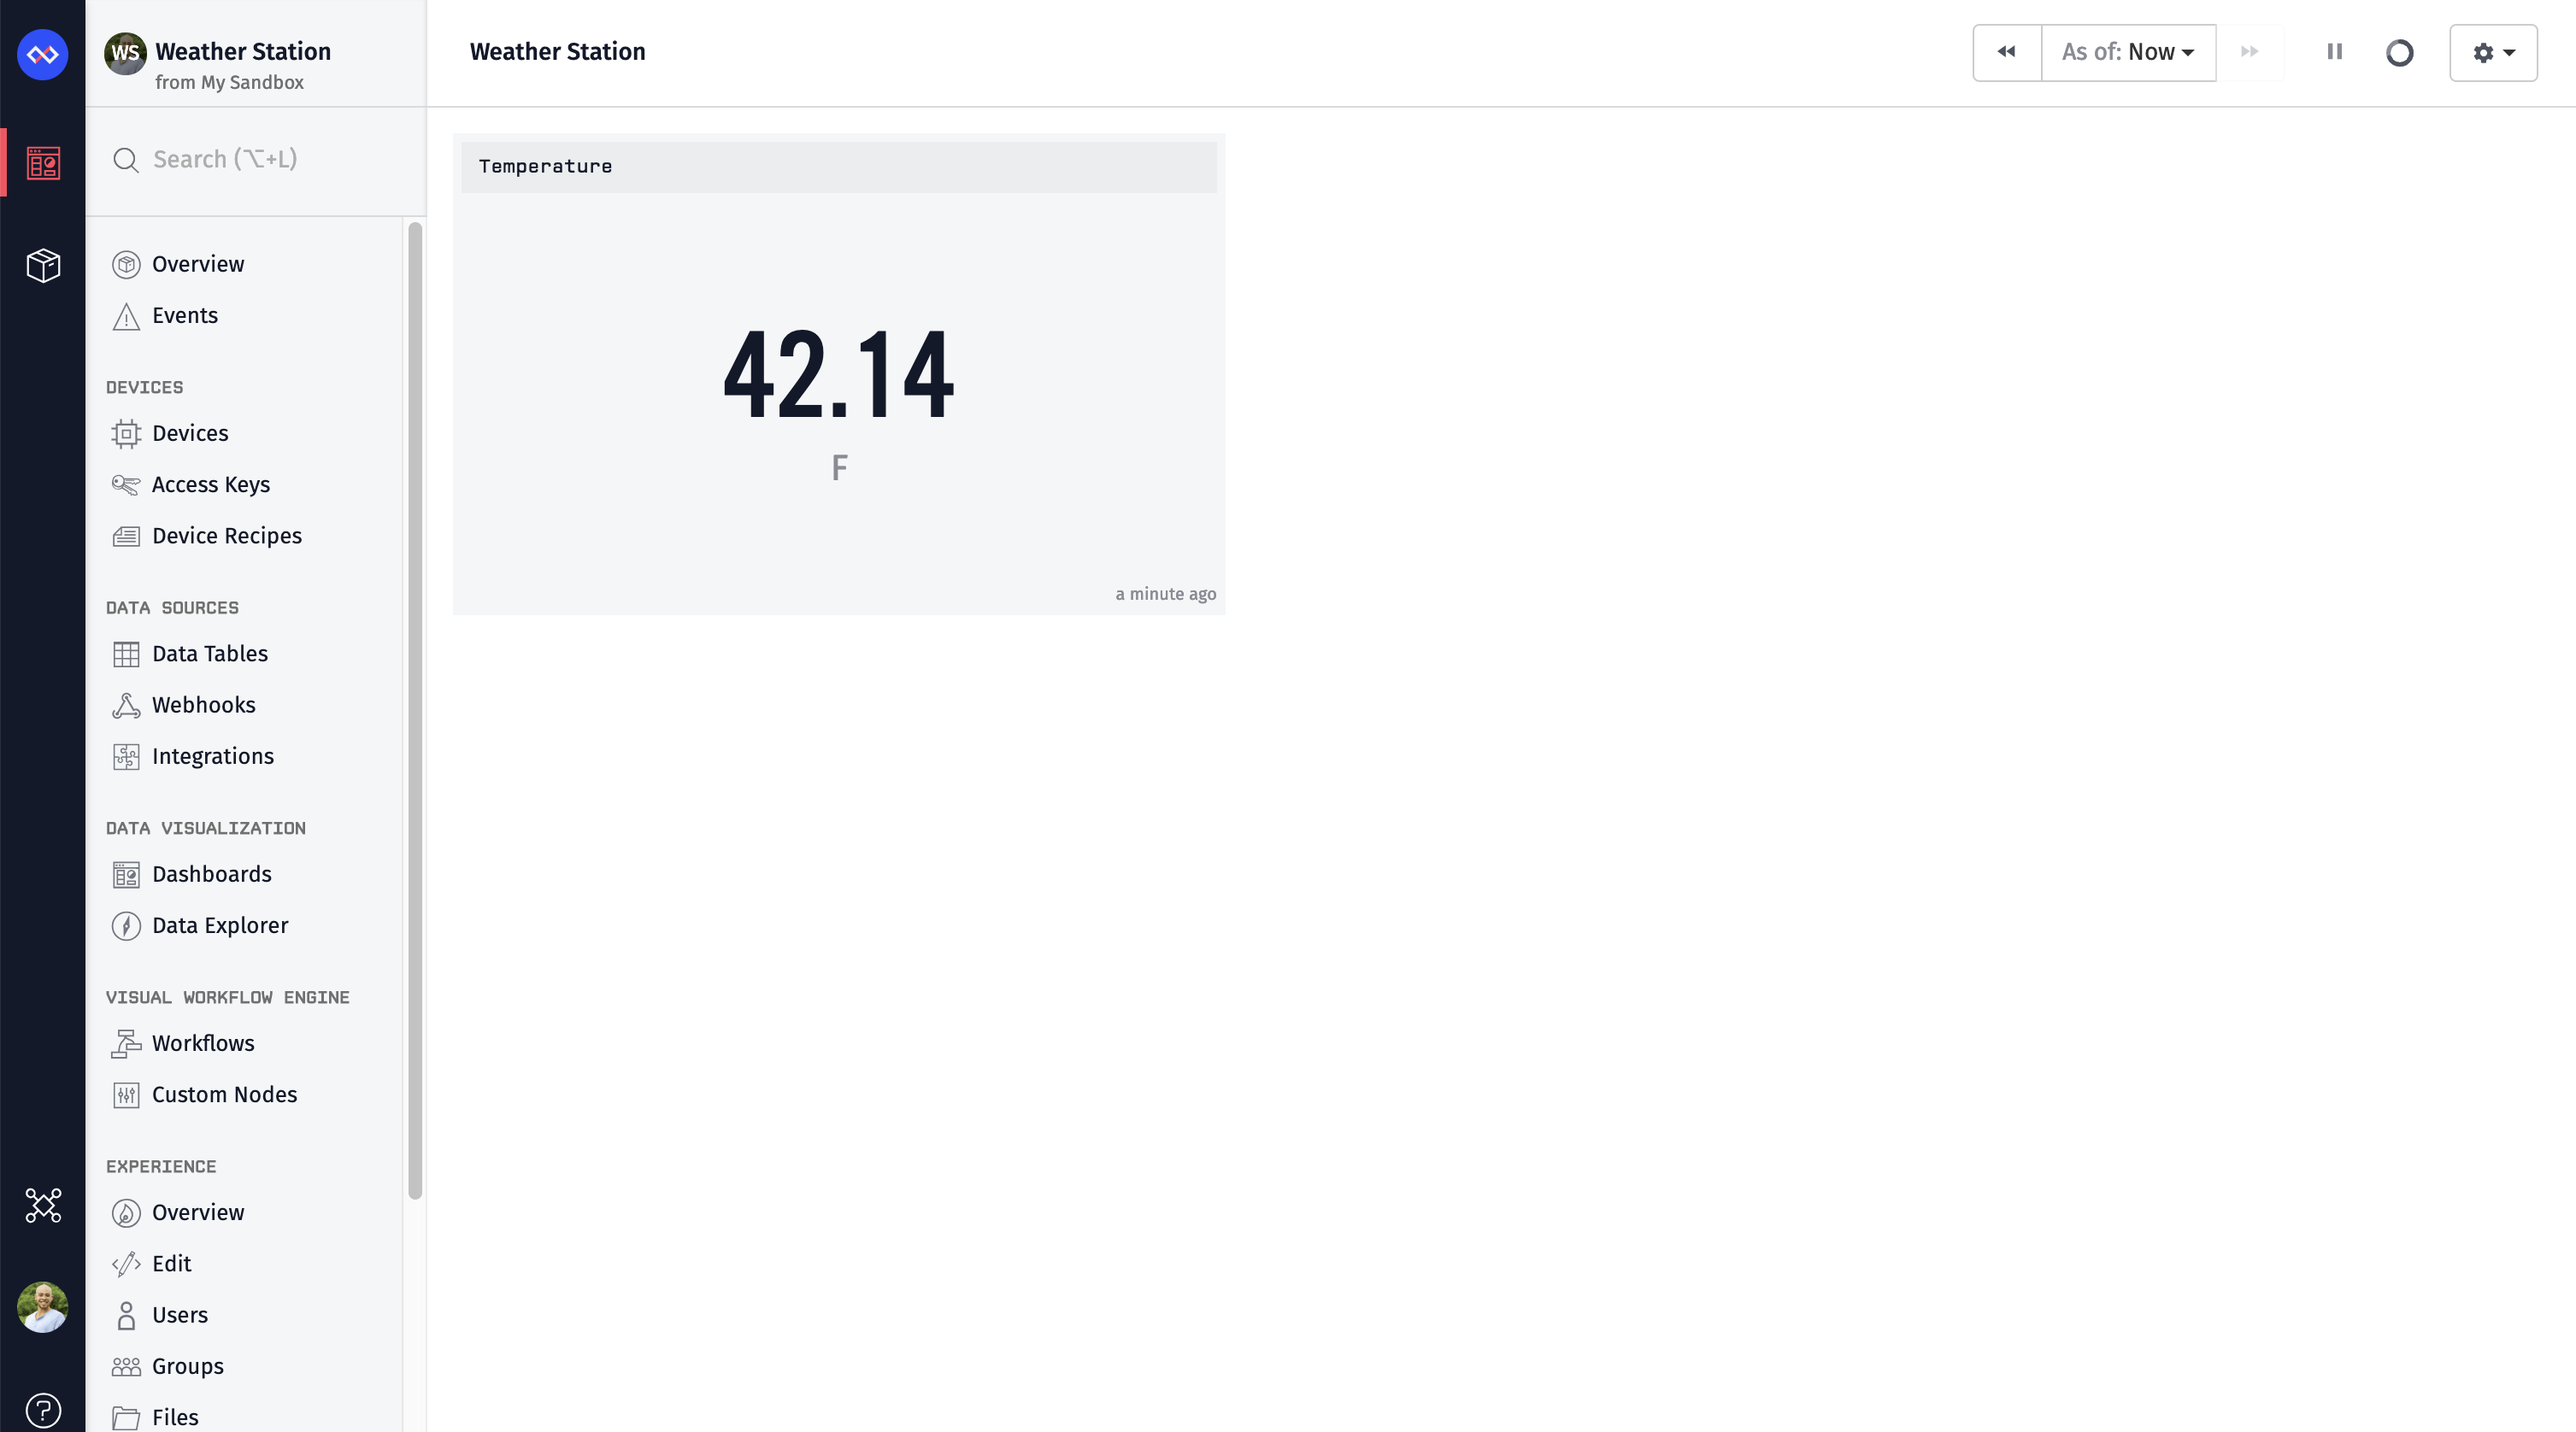 WS Weather Station
from My Sandbox
Search (⌥+L)
Overview
Events
DEVICES
Devices
Access Keys
Device Recipes
DATA SOURCES
Data Tables
Webhooks
Integrations
DATA VISUALIZATION
Dashboards
Data Explorer
VISUAL WORKFLOW ENGINE
Workflows
Custom Nodes
EXPERIENCE
Overview
Edit
Users
Groups
Files
Weather Station
As of: Now
Temperature
42.14
F
a minute ago